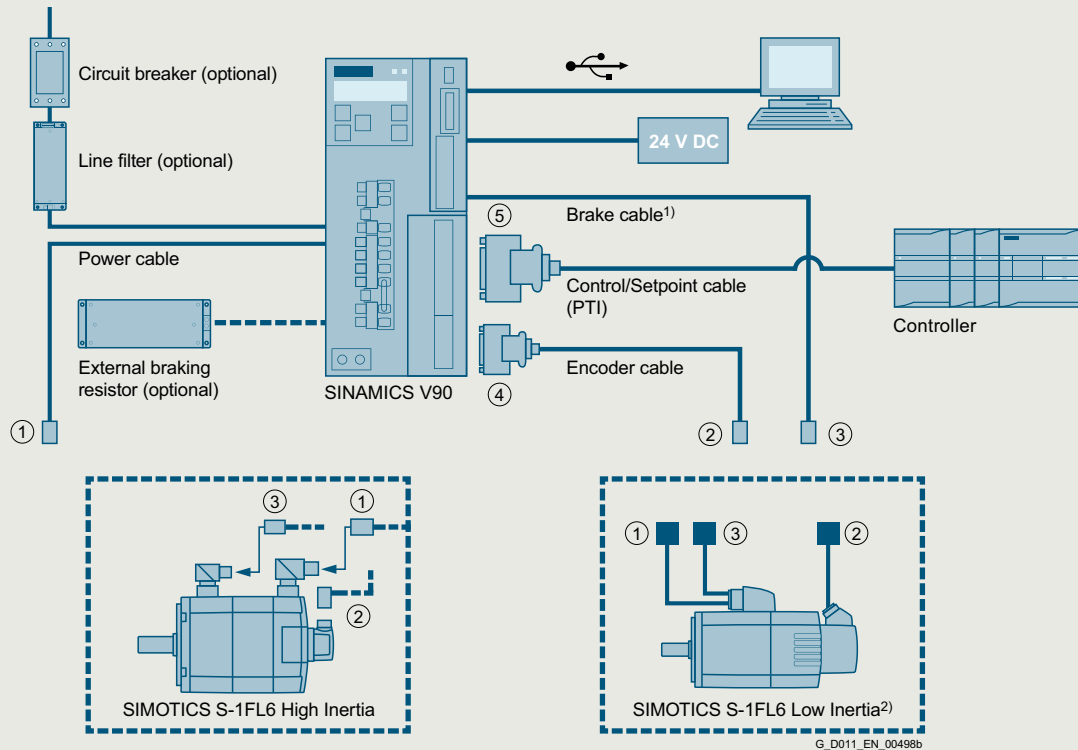 Circuit breaker (optional)
Line filter (optional)
24 V DC
Brake cable1)
⑤
Power cable
Control/Setpoint cable
(PTI)
Controller
External braking
resistor (optional)
SINAMICS V90
Encoder cable
④
①
②
③
③
①
②
SIMOTICS S-1FL6 High Inertia
①
③
②
SIMOTICS S-1FL6 Low Inertia2)
G_D011_EN_00498b